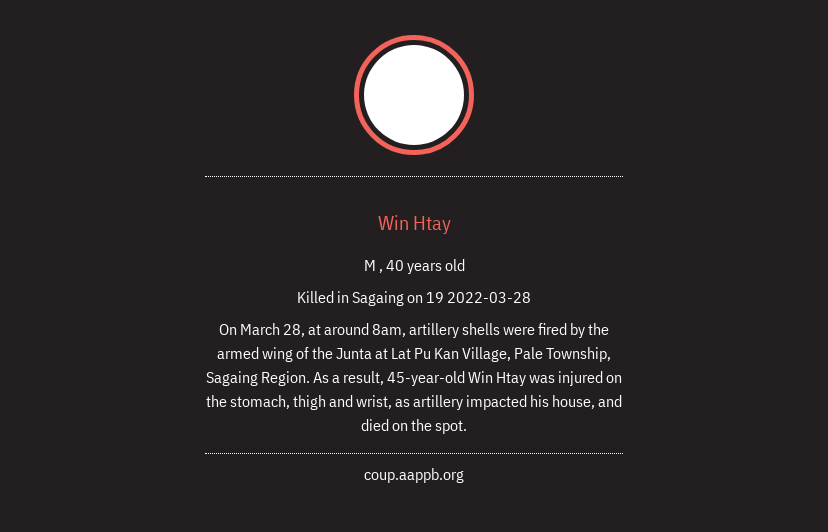 Win Htay
M , 40 years old
Killed in Sagaing on 19 2022-03-28
On March 28, at around 8am, artillery shells were fired by the
armed wing of the Junta at Lat Pu Kan Village, Pale Township,
Sagaing Region. As a result, 45-year-old Win Htay was injured on
the stomach, thigh and wrist, as artillery impacted his house, and
died on the spot.
coup.aappb.org